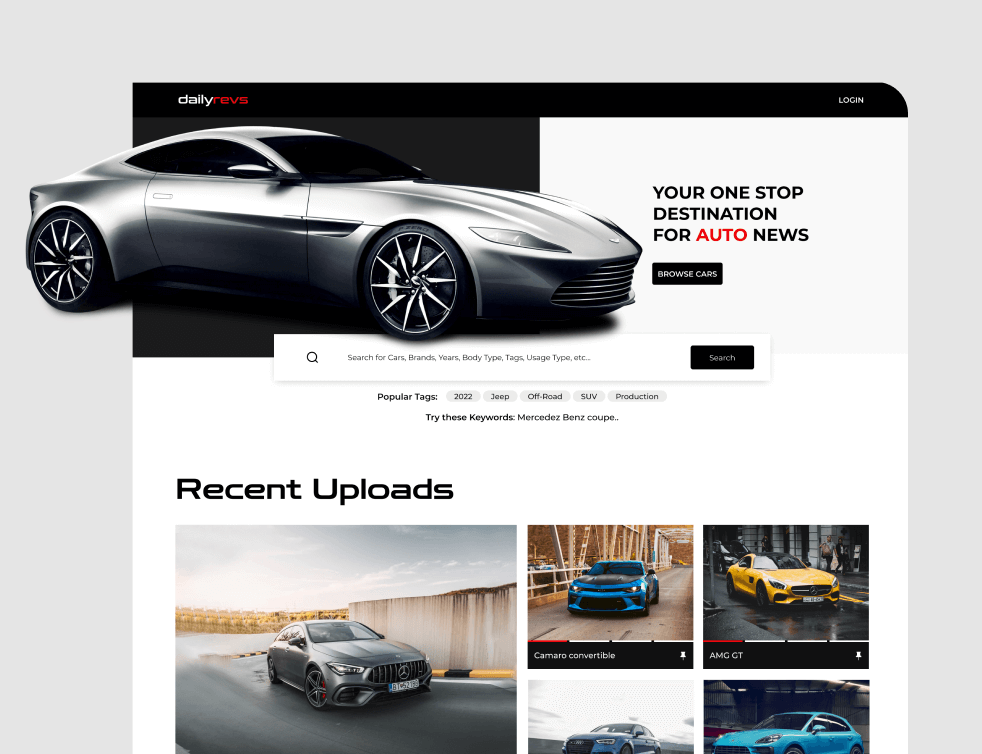 dailyrevs
LOGIN
YOUR ONE STOP
DESTINATION
FOR AUTO NEWS
BROWSE CARS
Search for Cars, Brands, Years, Body Type, Tags, Usage Type, etc...
Search
Popular Tags: 2022 Jeep Off-Road SUV Production
Try these Keywords: Mercedez Benz coupe..
Recent Uploads
Camaro convertible
AMG GT